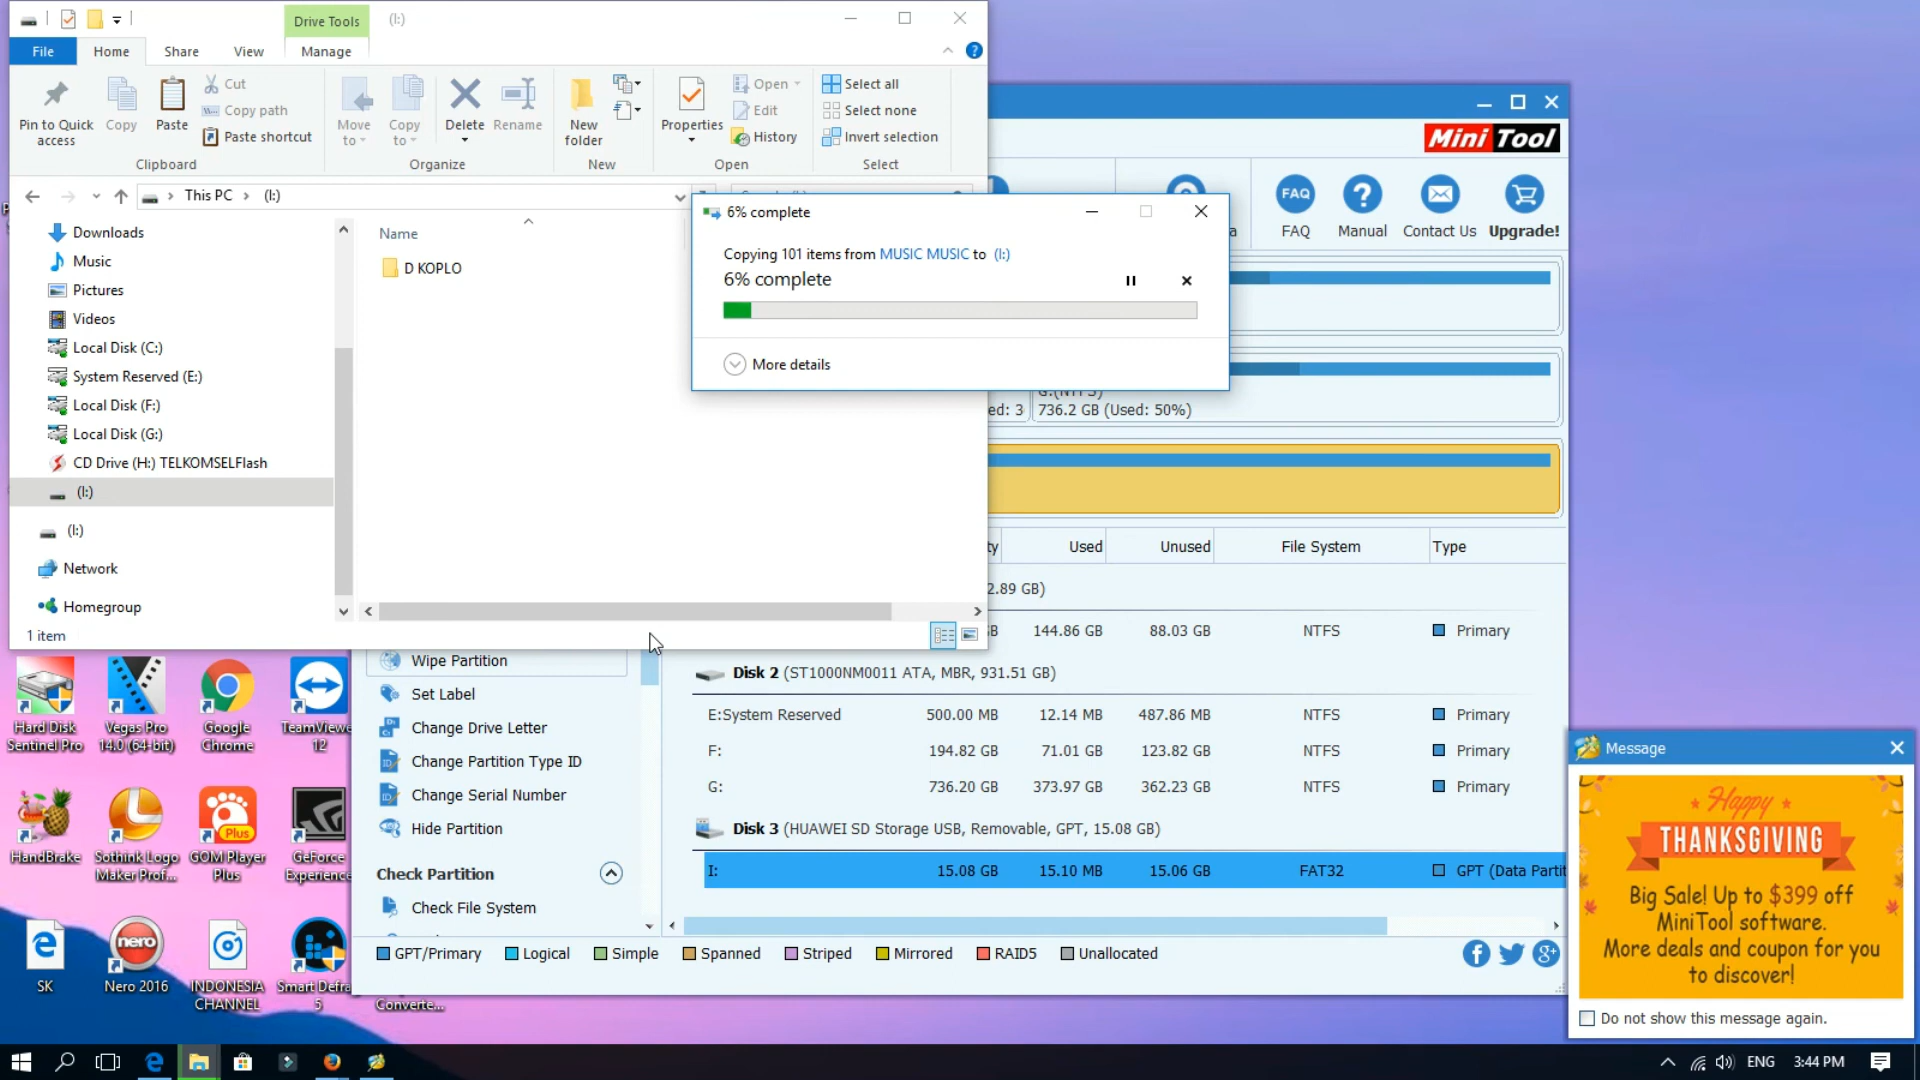 Drive Tools
(I:)
File
Home
Share
View
Manage
Pin to Quick access
Copy
Paste
Cut
Copy path
Paste shortcut
Move to
Copy to
Delete
Rename
New folder
Properties
Open
Edit
History
Select all
Select none
Invert selection
Clipboard
Organize
New
Open
Select
This PC
(I:)
Name
D KOPLO
Downloads
Music
Pictures
Videos
Local Disk (C:)
System Reserved (E:)
Local Disk (F:)
Local Disk (G:)
CD Drive (H:) TELKOMSELFlash
(I:)
(I:)
Network
Homegroup
1 item
6% complete
Copying 101 items from MUSIC MUSIC to (I:)
6% complete
More details
Mini Tool
FAQ
FAQ
Manual
Contact Us
Upgrade!
ed: 3
736.2 GB (Used: 50%)
ty
Used
Unused
File System
Type
2.89 GB)
144.86 GB
88.03 GB
NTFS
Primary
Disk 2 (ST1000NM0011 ATA, MBR, 931.51 GB)
E:System Reserved
500.00 MB
12.14 MB
487.86 MB
NTFS
Primary
F:
194.82 GB
71.01 GB
123.82 GB
NTFS
Primary
G:
736.20 GB
373.97 GB
362.23 GB
NTFS
Primary
Disk 3 (HUAWEI SD Storage USB, Removable, GPT, 15.08 GB)
I:
15.08 GB
15.10 MB
15.06 GB
FAT32
GPT (Data Partit
Wipe Partition
Set Label
Change Drive Letter
Change Partition Type ID
Change Serial Number
Hide Partition
Check Partition
Check File System
GPT/Primary
Logical
Simple
Spanned
Striped
Mirrored
RAID5
Unallocated
Hard Disk Sentinel Pro
Vegas Pro 14.0 (64-bit)
Google Chrome
TeamViewe 12
HandBrake
Sothink Logo Maker Prof...
Plus
GOM Player Plus
GeForce Experience
SK
nero
Nero 2016
INDONESIA CHANNEL
Smart Defra 5
Converte...
Message
Happy
THANKSGIVING
Big Sale! Up to $399 off
MiniTool software.
More deals and coupon for you
to discover!
Do not show this message again.
ENG
3:44 PM